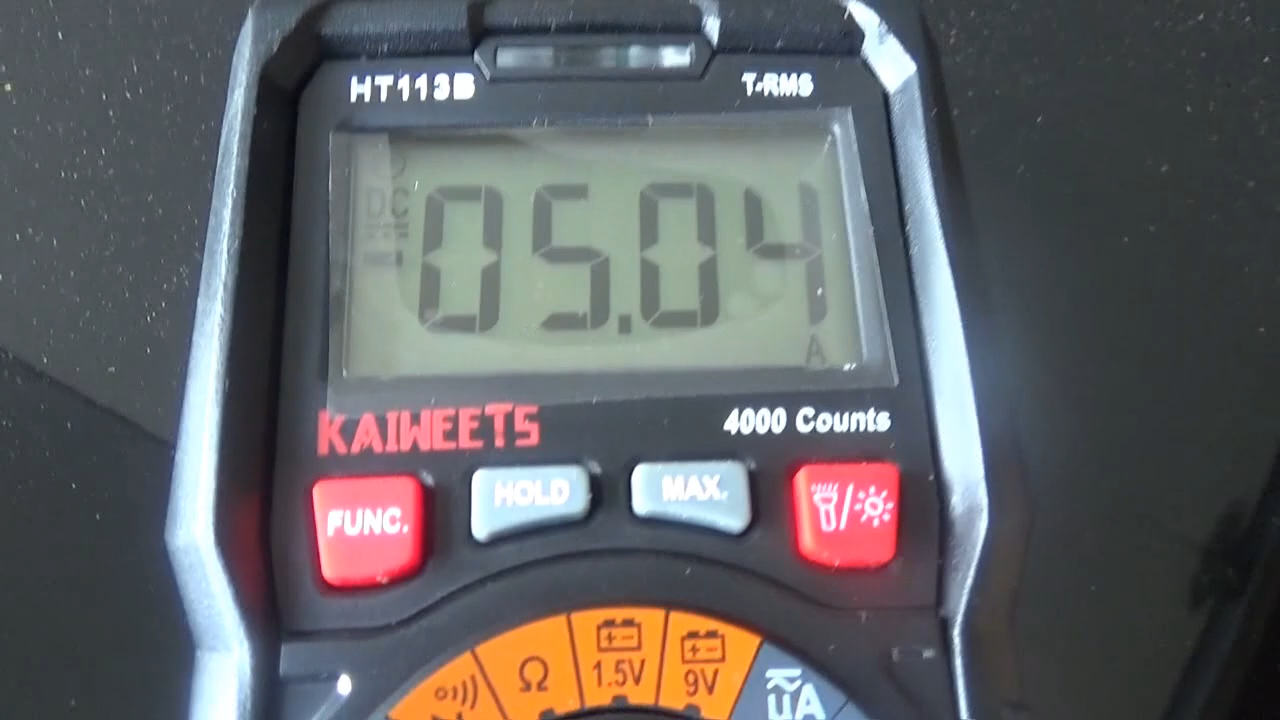 HT113B T-RMS
DC
-05.04
A
KAIWEETS 4000 Counts
FUNC. HOLD MAX.
Ω 1.5V 9V µA